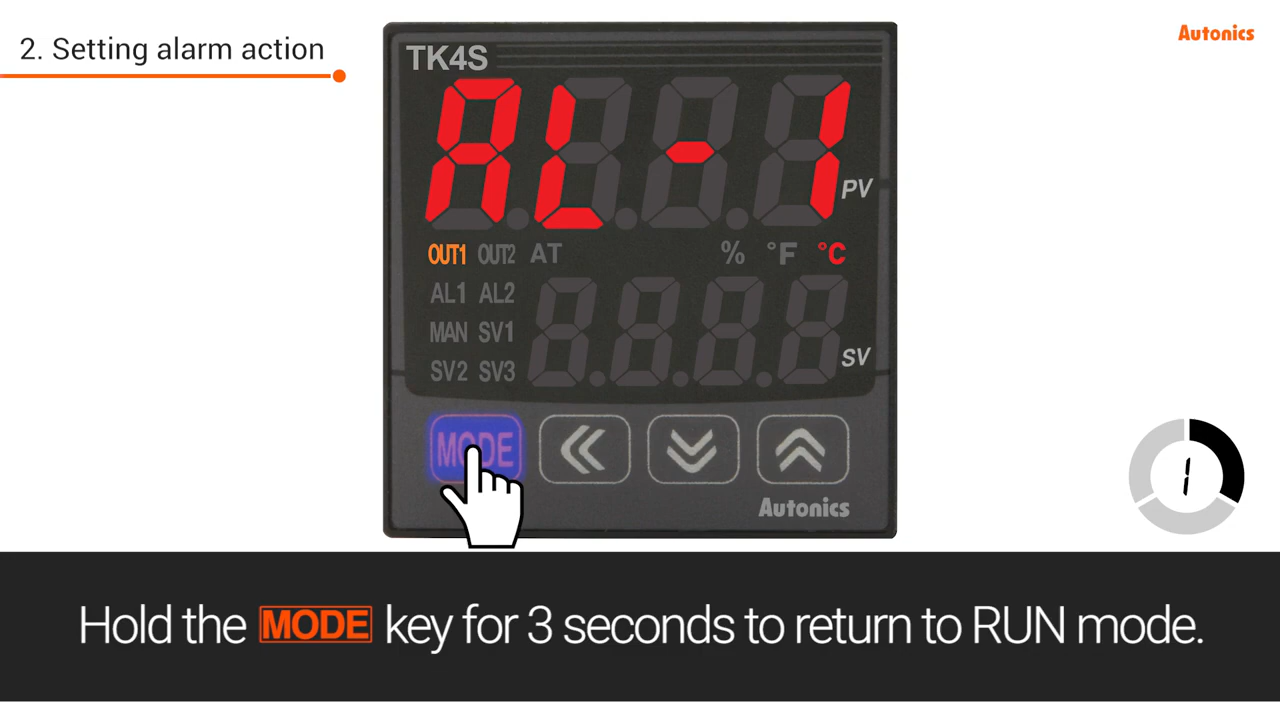 2. Setting alarm action
Autonics
TK4S
AL-1
PV
OUT1 OUT2 AT % °F °C
AL1 AL2
MAN SV1
SV
SV2 SV3
MODE
Autonics
1
Hold the MODE key for 3 seconds to return to RUN mode.